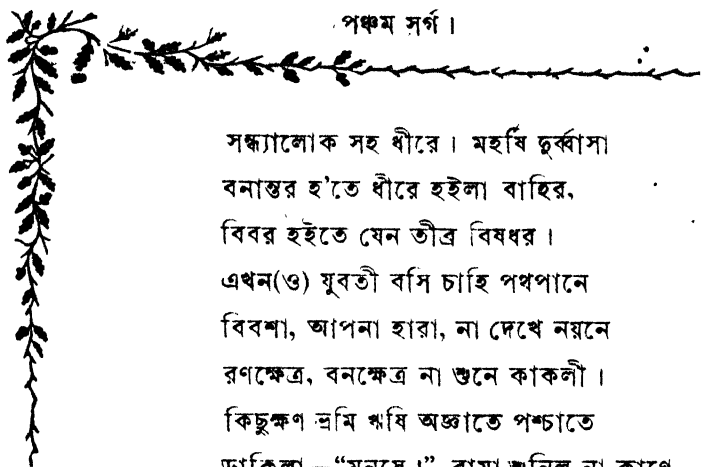 পঞ্চম সর্গ।
সন্ধ্যালোক সহ ধীরে। মহর্ষি দুর্ব্বাসা
বনান্তর হ'তে ধীরে হইলা বাহির,
বিবর হইতে যেন তীব্র বিষধর।
এখন(ও) যুবতী বসি চাহি পথপানে
বিবশা, আপনা হারা, না দেখে নয়নে
রণক্ষেত্র, বনক্ষেত্র না শুনে কাকলী।
কিছুক্ষণ ভ্রমি ঋষি অজ্ঞাতে পশ্চাতে